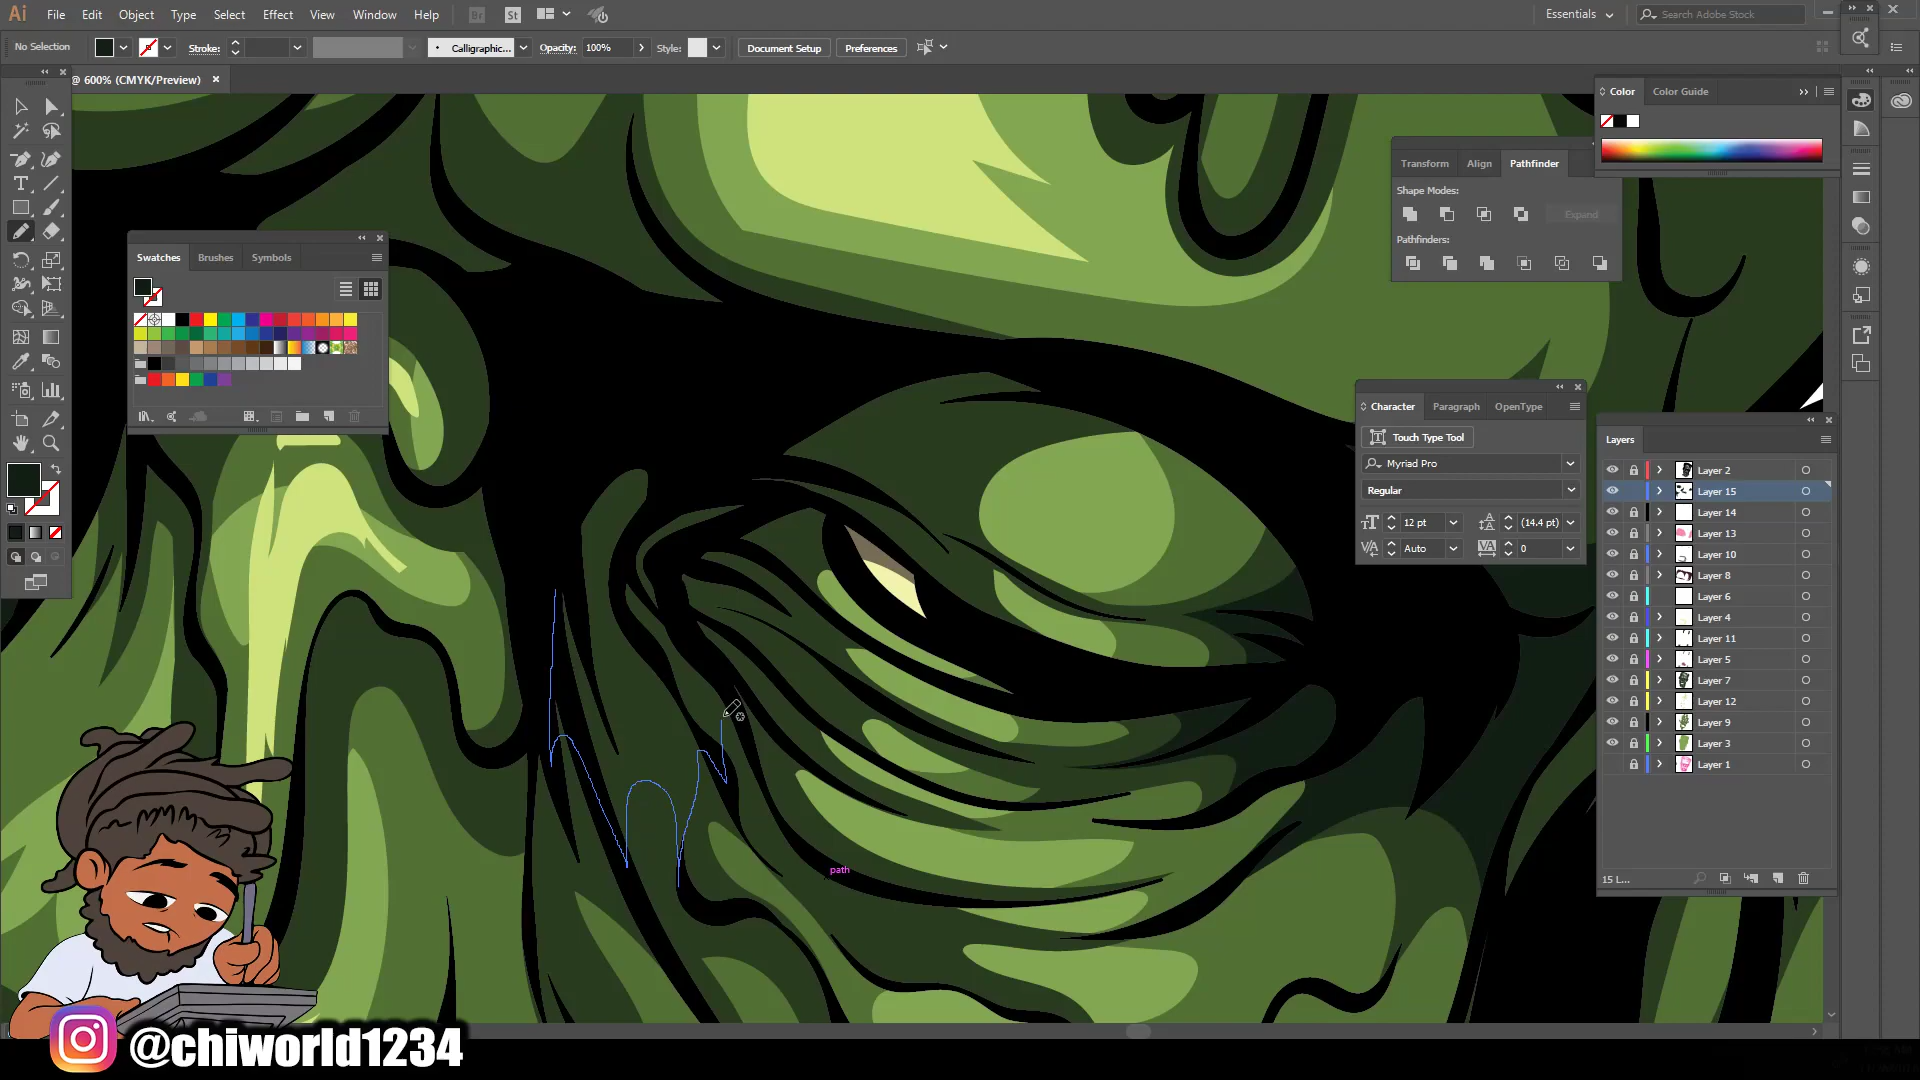 Ai File Edit Object Type Select Effect View Window Help Br St Essentials Search Adobe Stock
No Selection Stroke: Calligraphic... Opacity: 100% Style: Document Setup Preferences
@ 600% (CMYK/Preview)
Color Color Guide
Transform Align Pathfinder
Shape Modes:
Expand
Pathfinders:
Swatches Brushes Symbols
Character Paragraph OpenType
Touch Type Tool
Myriad Pro
Regular
12 pt (14.4 pt)
Auto 0
Layers
Layer 2
Layer 15
Layer 14
Layer 13
Layer 10
Layer 8
Layer 6
Layer 4
Layer 11
Layer 5
Layer 7
Layer 12
Layer 9
Layer 3
Layer 1
15 L...
path
@chiworld1234